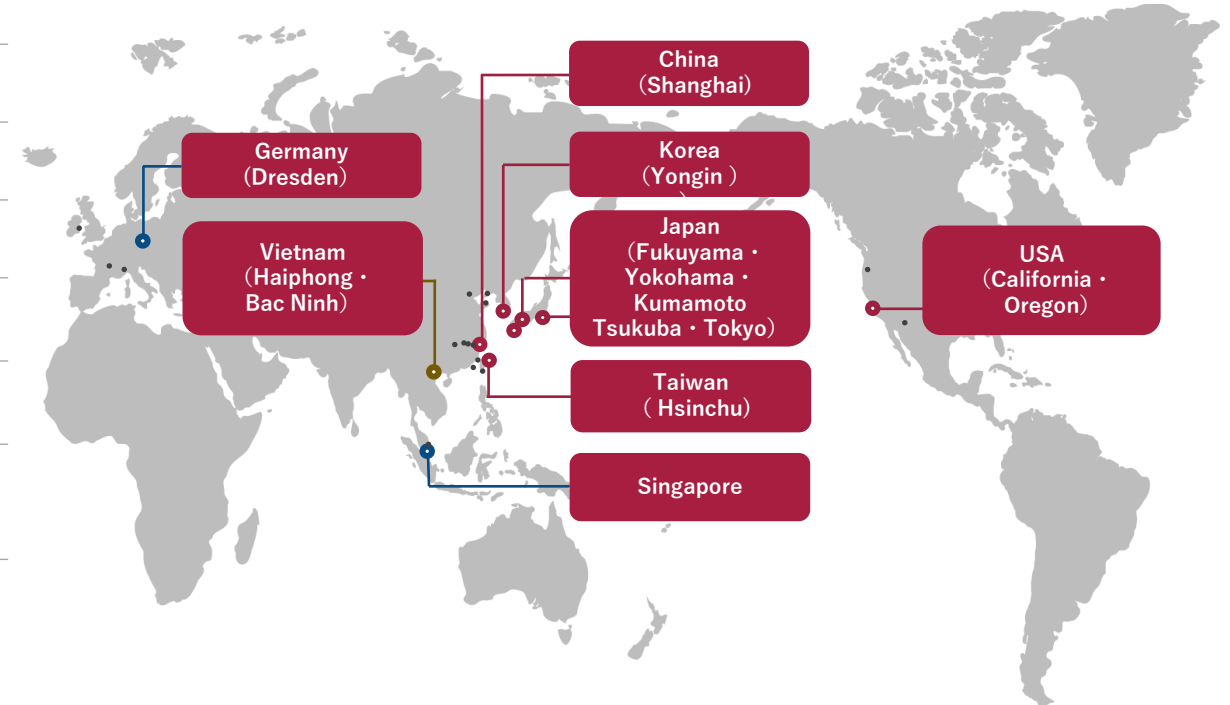 China
（Shanghai）
Germany
（Dresden）
Korea
（Yongin ）
）
Vietnam
（Haiphong・
Bac Ninh）
Japan
（Fukuyama・
Yokohama・
Kumamoto
Tsukuba・Tokyo）
USA
（California・
Oregon）
Taiwan
（ Hsinchu）
Singapore